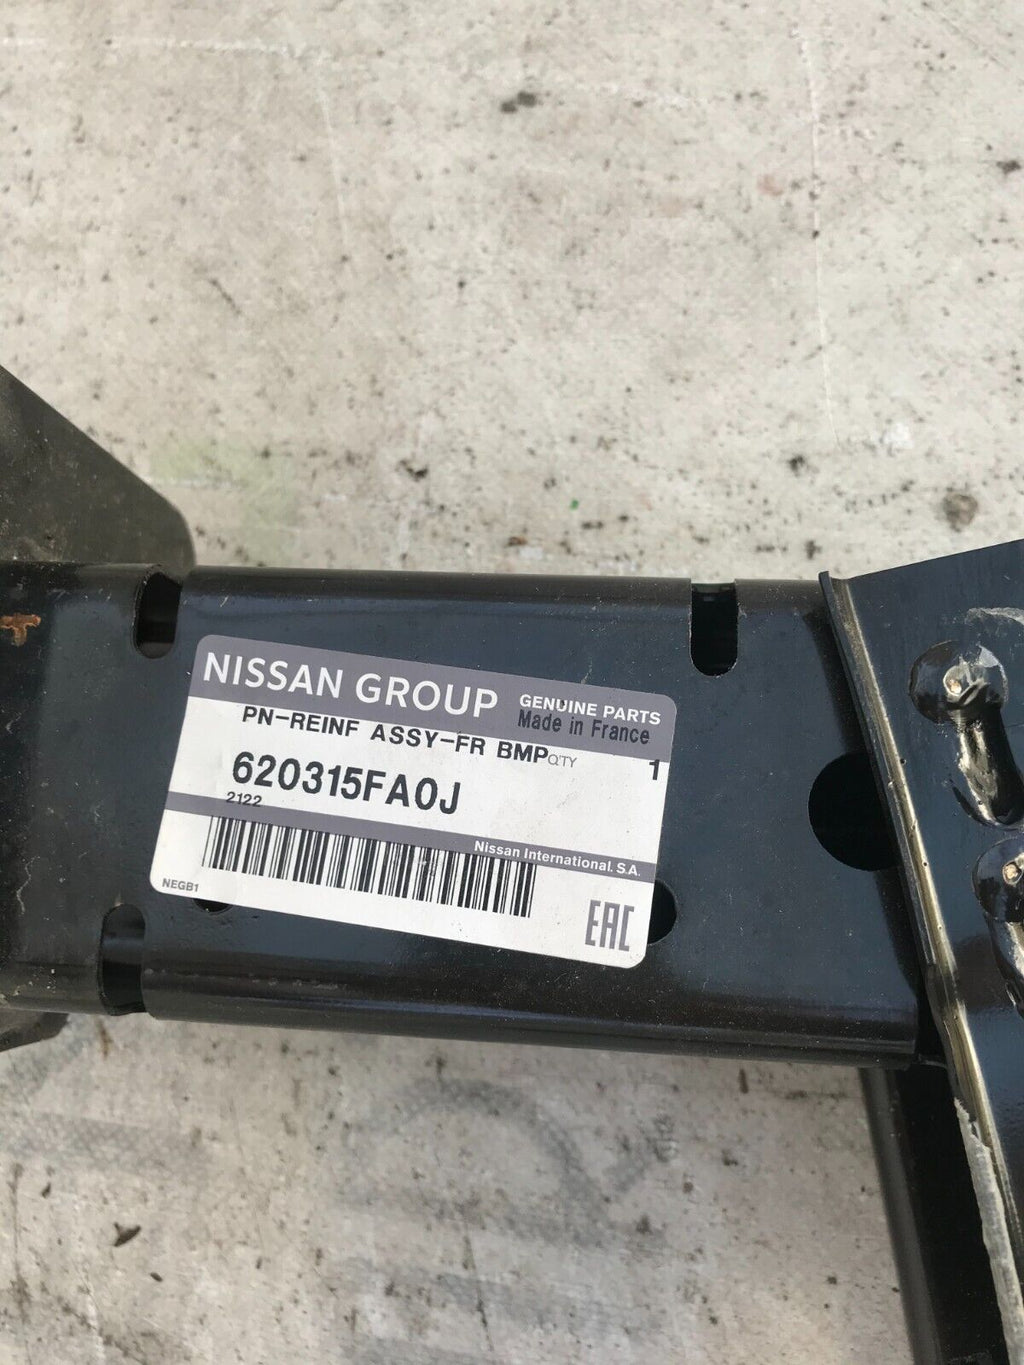 NISSAN GROUP
GENUINE PARTS
Made in France
PN-REINF ASSY-FR BMP
Q'TY 1
620315FA0J
2122
Nissan International. S.A.
NEGB1
EAC